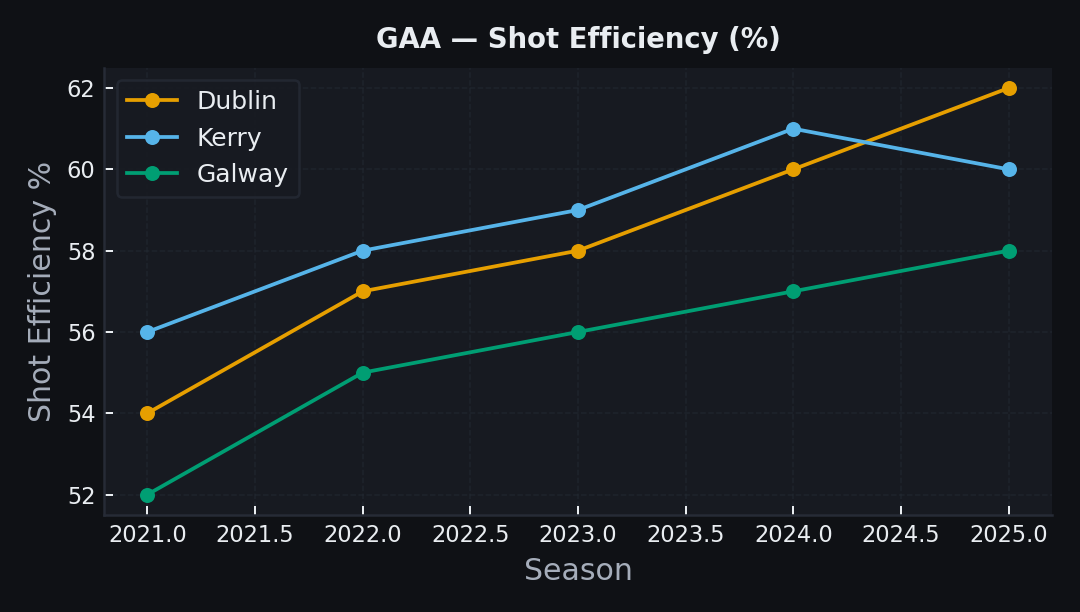 GAA — Shot Efficiency (%)
Dublin
Kerry
Galway
Shot Efficiency %
62
60
58
56
54
52
2021.0 2021.5 2022.0 2022.5 2023.0 2023.5 2024.0 2024.5 2025.0
Season